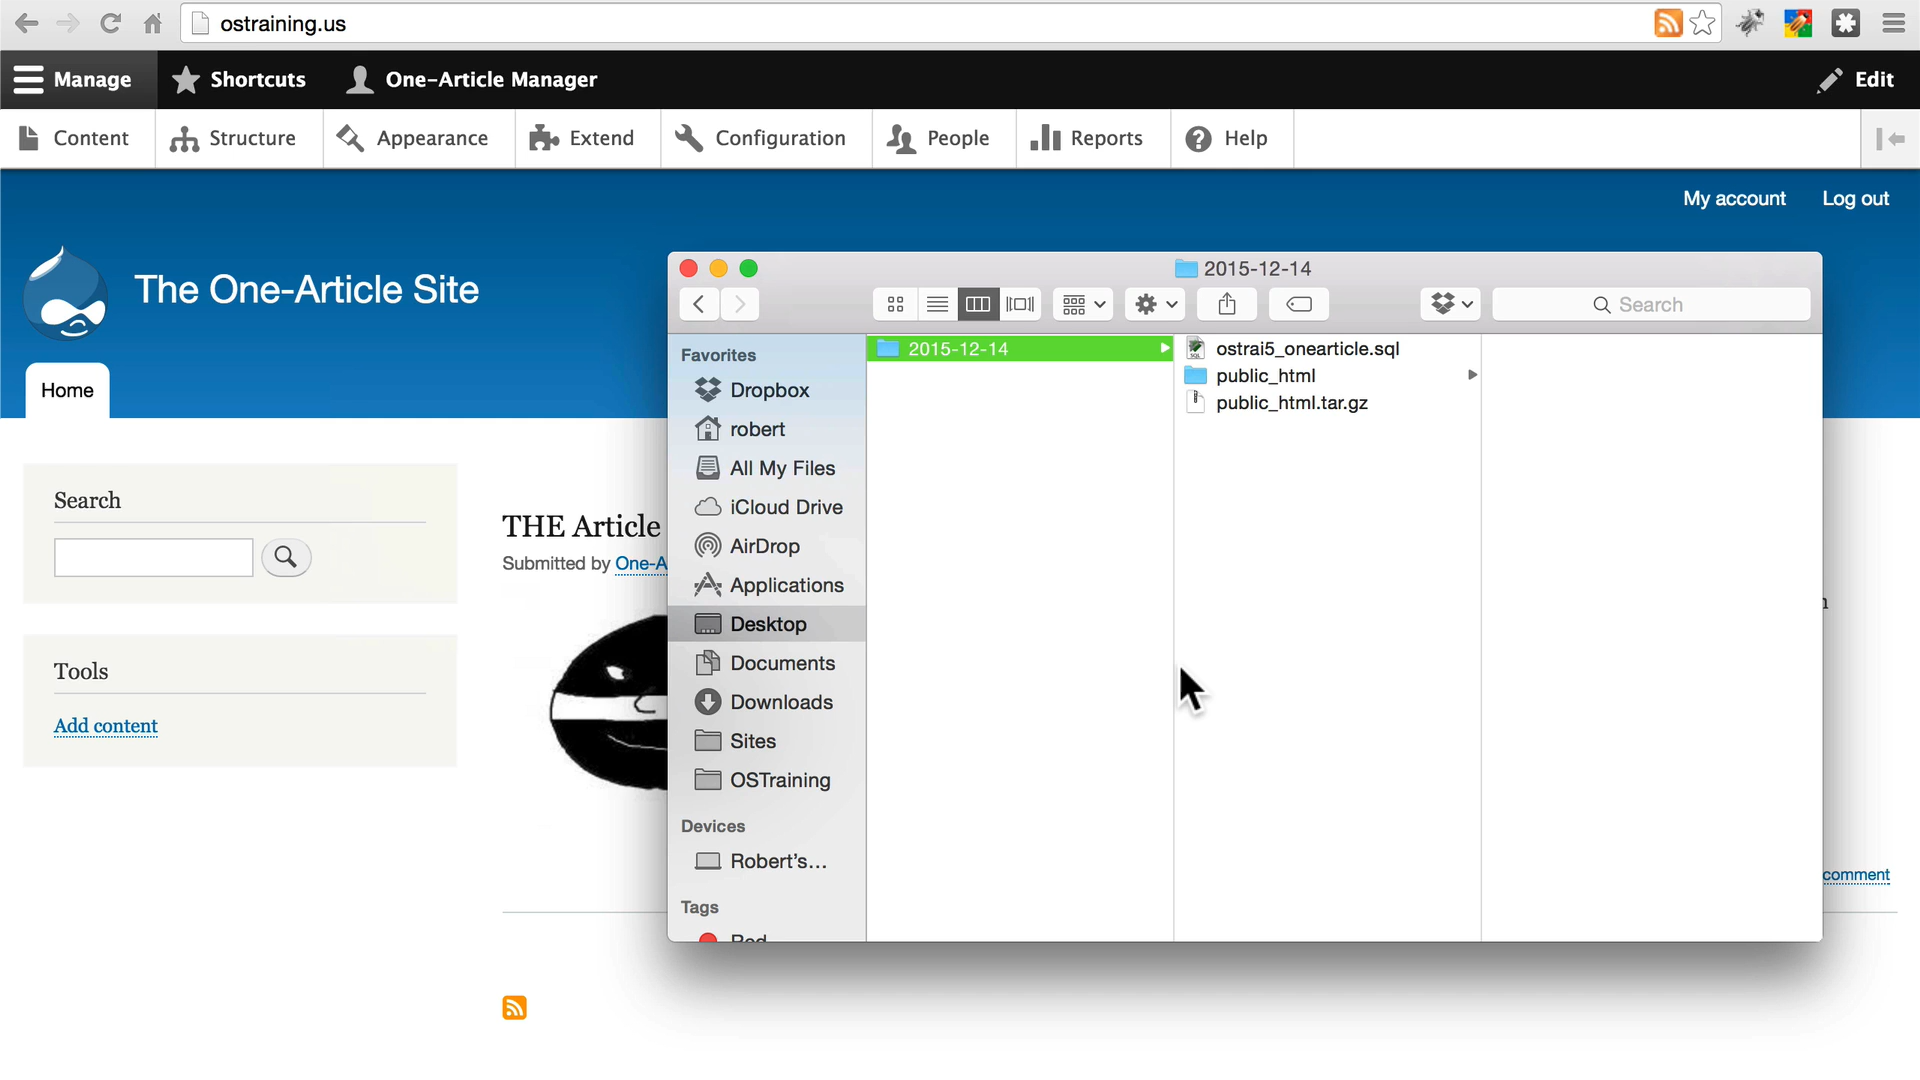 ostraining.us
Manage Shortcuts One-Article Manager Edit
Content Structure Appearance Extend Configuration People Reports Help
My account Log out
The One-Article Site
Home
Search
Tools
Add content
THE Article
Submitted by One-A
comment
2015-12-14
Search
Favorites
Dropbox
robert
All My Files
iCloud Drive
AirDrop
Applications
Desktop
Documents
Downloads
Sites
OSTraining
Devices
Robert's...
Tags
Red
2015-12-14
ostrai5_onearticle.sql
public_html
public_html.tar.gz